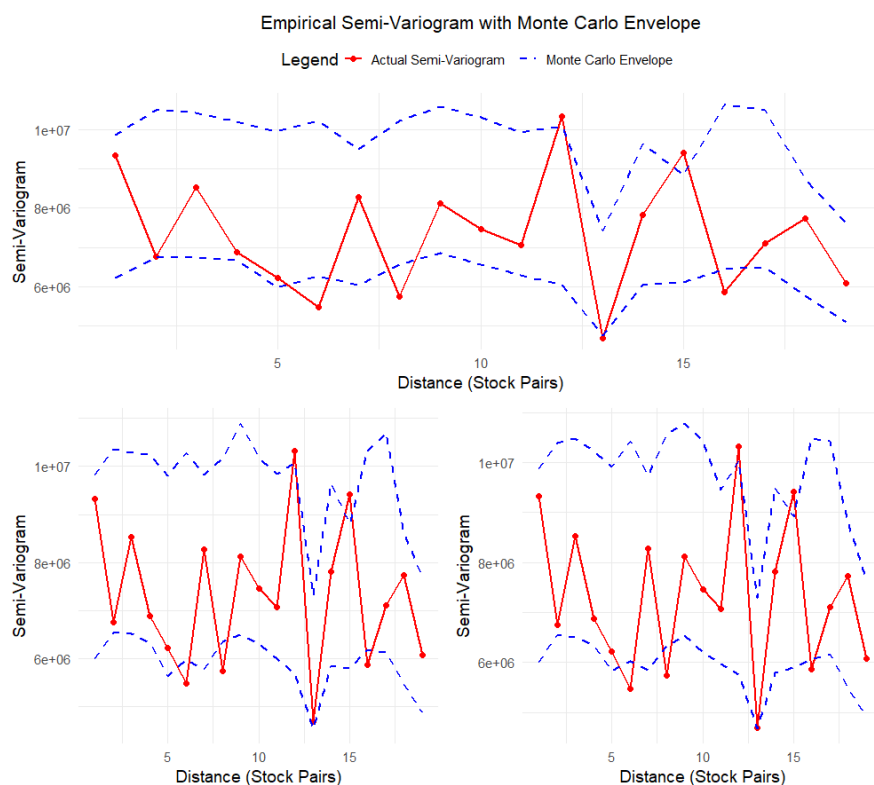 Empirical Semi-Variogram with Monte Carlo Envelope
Legend Actual Semi-Variogram Monte Carlo Envelope
Semi-Variogram
1e+07
8e+06
6e+06
5 10 15
Distance (Stock Pairs)
Semi-Variogram
1e+07
8e+06
6e+06
5 10 15
Distance (Stock Pairs)
Semi-Variogram
1e+07
8e+06
6e+06
5 10 15
Distance (Stock Pairs)